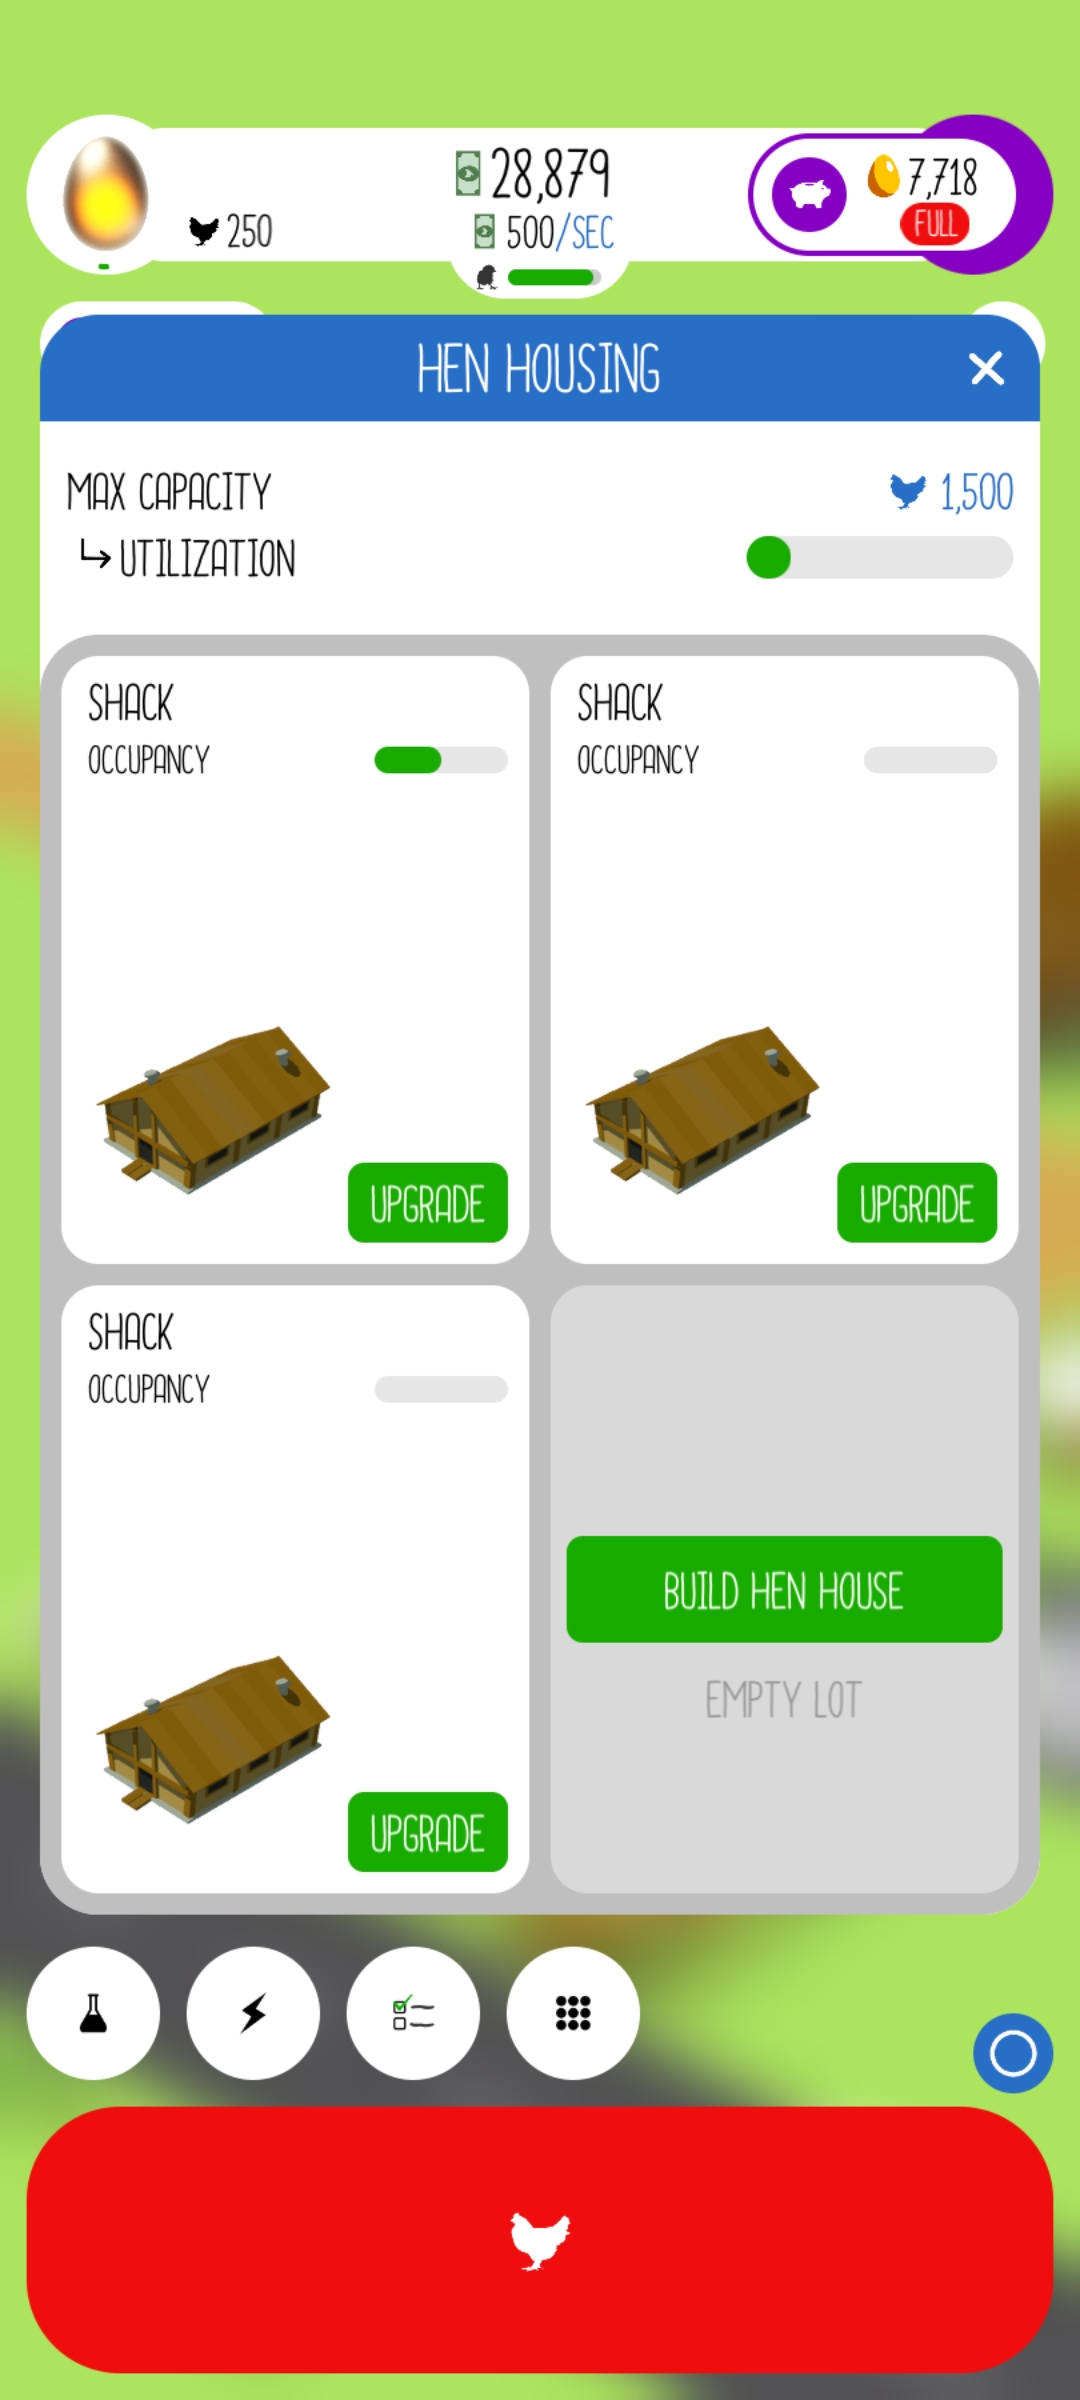 28,879
7,718
250
500/SEC
FULL
HEN HOUSING
MAX CAPACITY
1,500
UTILIZATION
SHACK
OCCUPANCY
UPGRADE
SHACK
OCCUPANCY
UPGRADE
SHACK
OCCUPANCY
UPGRADE
BUILD HEN HOUSE
EMPTY LOT